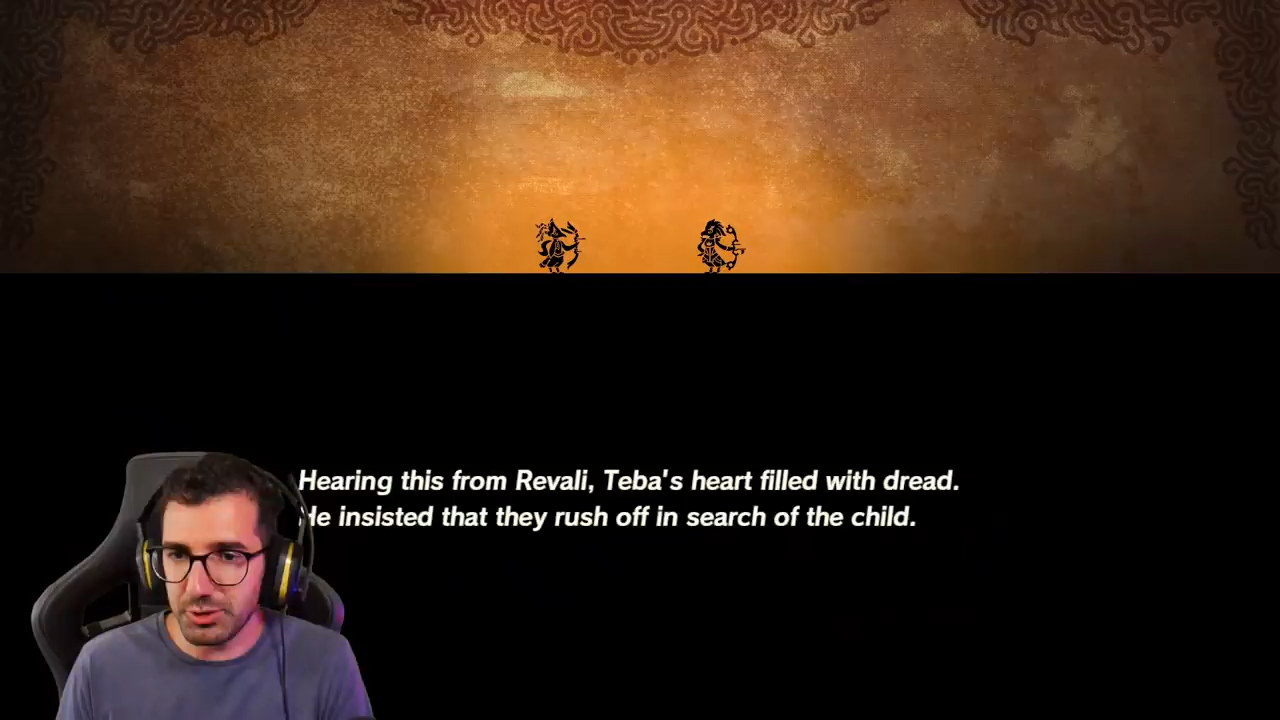 Hearing this from Revali, Teba's heart filled with dread.
He insisted that they rush off in search of the child.